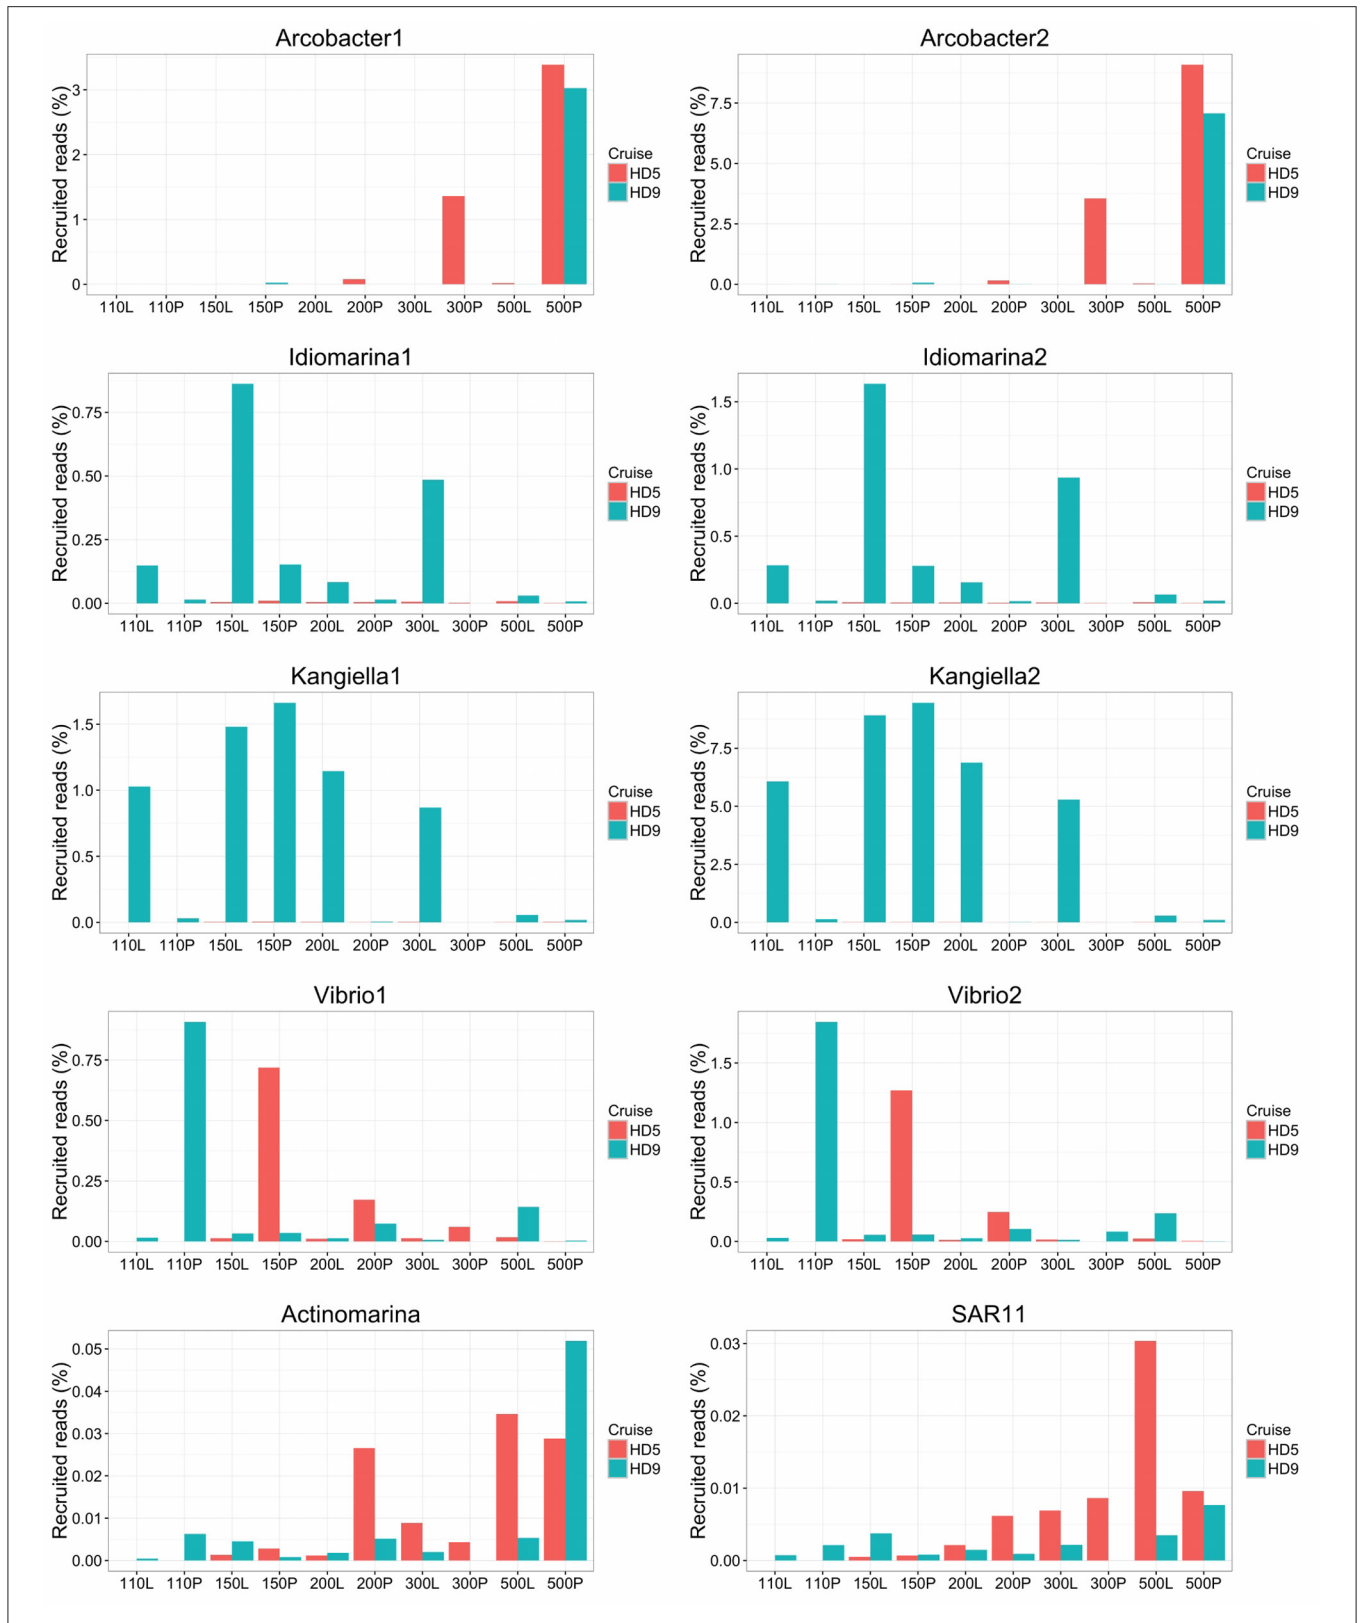 Arcobacter1
Recruited reads (%)
3
2
1
0
110L 110P 150L 150P 200L 200P 300L 300P 500L 500P
Cruise
HD5
HD9
Arcobacter2
Recruited reads (%)
7.5
5.0
2.5
0.0
110L 110P 150L 150P 200L 200P 300L 300P 500L 500P
Cruise
HD5
HD9
Idiomarina1
Recruited reads (%)
0.75
0.50
0.25
0.00
110L 110P 150L 150P 200L 200P 300L 300P 500L 500P
Cruise
HD5
HD9
Idiomarina2
Recruited reads (%)
1.5
1.0
0.5
0.0
110L 110P 150L 150P 200L 200P 300L 300P 500L 500P
Cruise
HD5
HD9
Kangiella1
Recruited reads (%)
1.5
1.0
0.5
0.0
110L 110P 150L 150P 200L 200P 300L 300P 500L 500P
Cruise
HD5
HD9
Kangiella2
Recruited reads (%)
7.5
5.0
2.5
0.0
110L 110P 150L 150P 200L 200P 300L 300P 500L 500P
Cruise
HD5
HD9
Vibrio1
Recruited reads (%)
0.75
0.50
0.25
0.00
110L 110P 150L 150P 200L 200P 300L 300P 500L 500P
Cruise
HD5
HD9
Vibrio2
Recruited reads (%)
1.5
1.0
0.5
0.0
110L 110P 150L 150P 200L 200P 300L 300P 500L 500P
Cruise
HD5
HD9
Actinomarina
Recruited reads (%)
0.05
0.04
0.03
0.02
0.01
0.00
110L 110P 150L 150P 200L 200P 300L 300P 500L 500P
Cruise
HD5
HD9
SAR11
Recruited reads (%)
0.03
0.02
0.01
0.00
110L 110P 150L 150P 200L 200P 300L 300P 500L 500P
Cruise
HD5
HD9